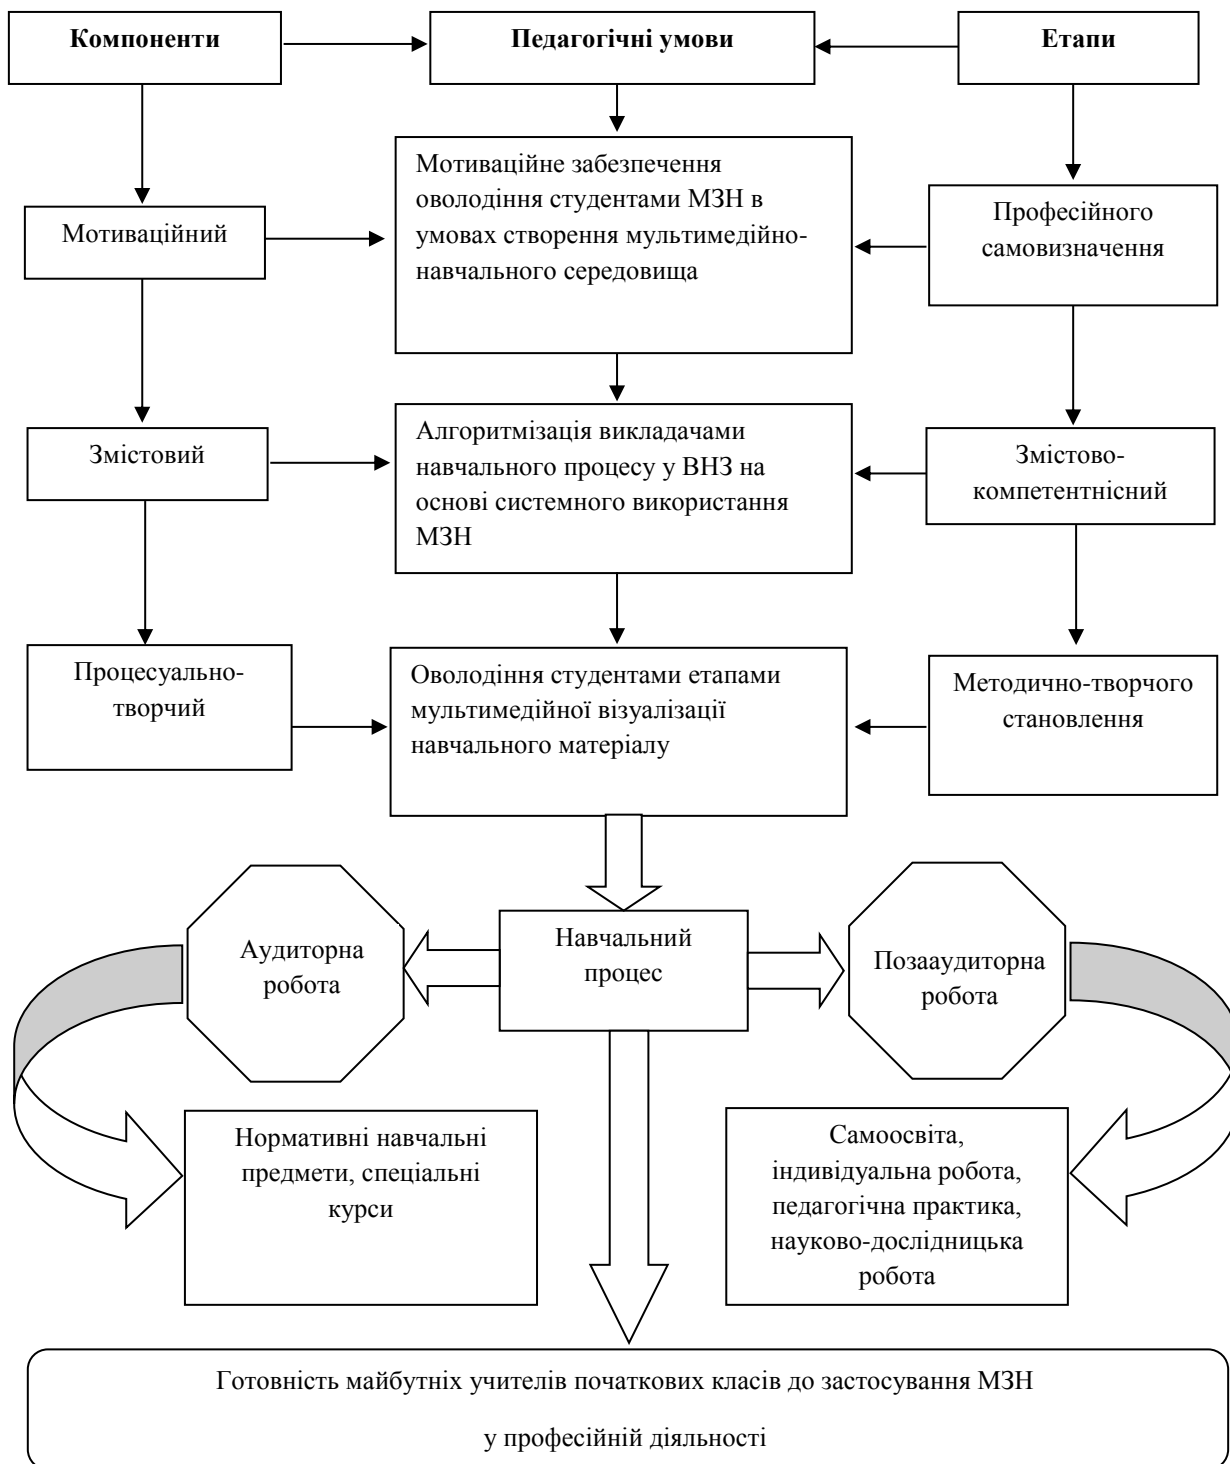 Компоненти
Педагогічні умови
Етапи
Мотиваційне забезпечення
оволодіння студентами МЗН в
умовах створення мультимедійно-
навчального середовища
Мотиваційний
Професійного
самовизначення
Змістовий
Алгоритмізація викладачами
навчального процесу у ВНЗ на
основі системного використання
МЗН
Змістово-
компетентнісний
Процесуально-
творчий
Оволодіння студентами етапами
мультимедійної візуалізації
навчального матеріалу
Методично-творчого
становлення
Аудиторна
робота
Навчальний
процес
Позааудиторна
робота
Нормативні навчальні
предмети, спеціальні
курси
Самоосвіта,
індивідуальна робота,
педагогічна практика,
науково-дослідницька
робота
Готовність майбутніх учителів початкових класів до застосування МЗН
у професійній діяльності